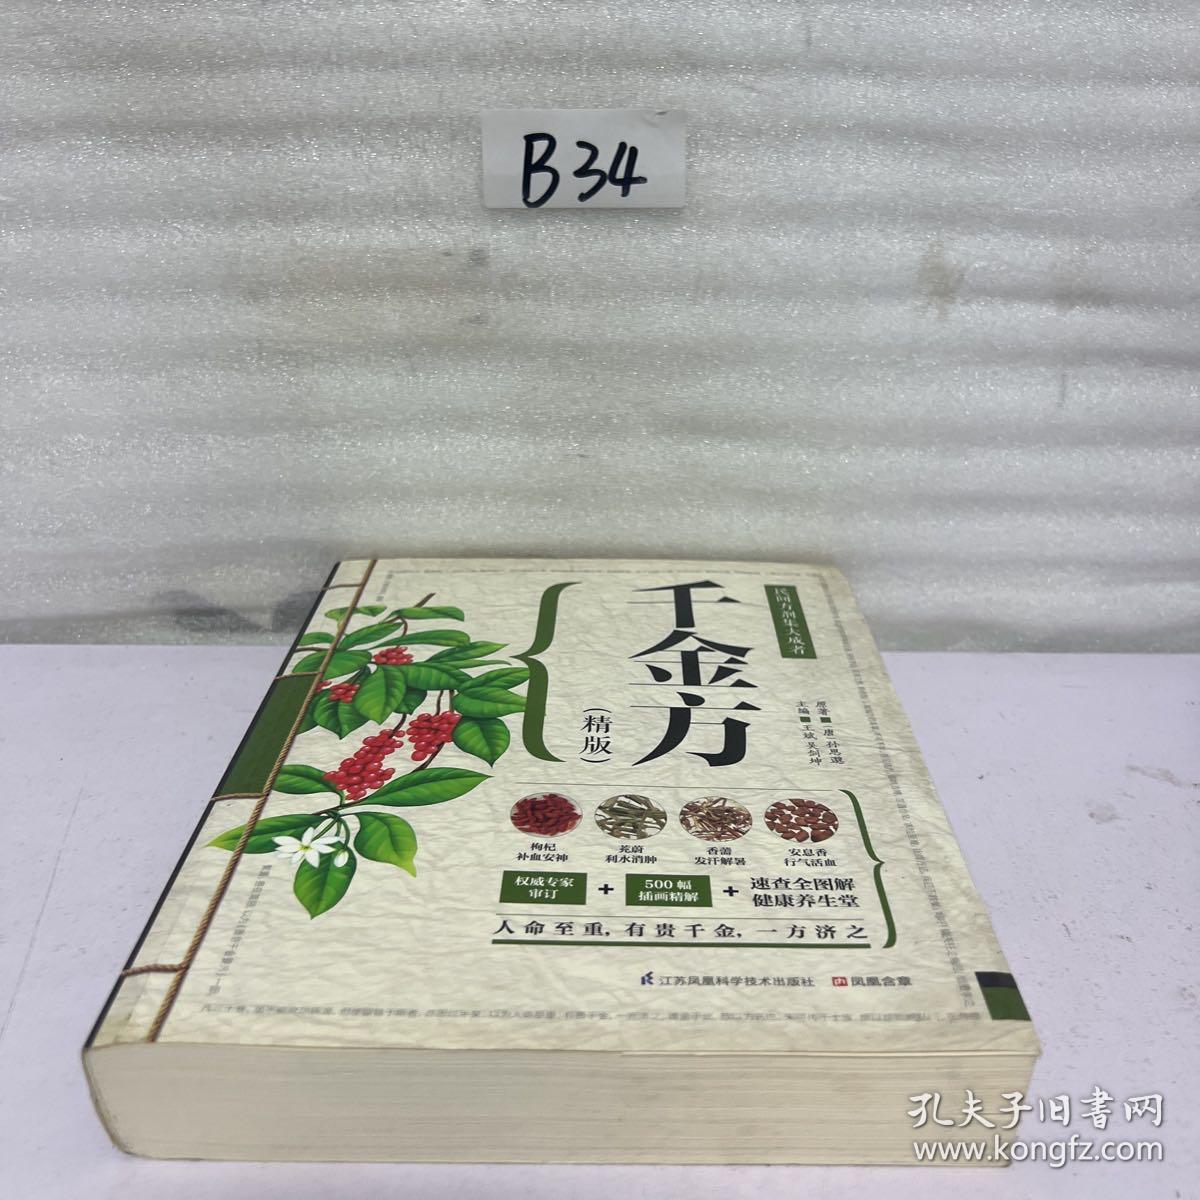 B34
民间方剂集大成者
千金方
(精版)
原著 (唐) 孙思邈
主编 王斌 吴剑坤
枸杞
补血安神
茺蔚
利水消肿
香薷
发汗解暑
安息香
行气活血
权威专家
审订
+
500幅
插画精解
+
速查全图解
健康养生堂
人命至重,有贵千金,一方济之
江苏凤凰科学技术出版社
凤凰含章
孔夫子旧书网
www.kongfz.com